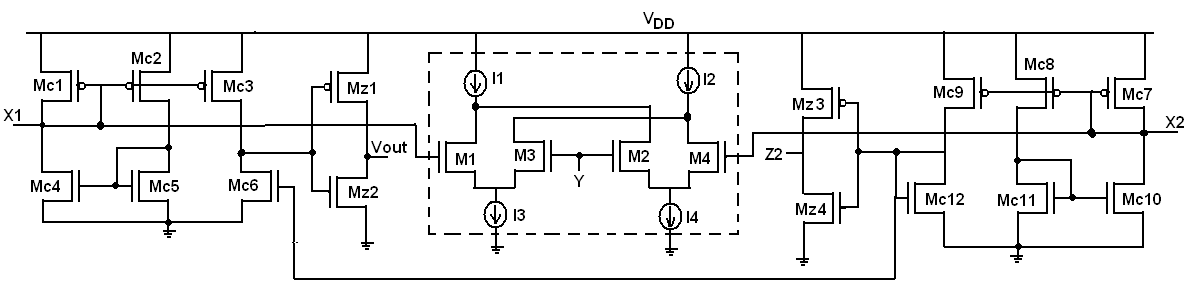 VDD
Mc2
Mc8
Mc1
Mc3
Mz1
I1
I2
Mz3
Mc9
Mc7
X1
X2
Vout
M1
M3
M2
M4
Z2
Y
Mc4
Mc5
Mc6
Mz2
I3
I4
Mz4
Mc12
Mc11
Mc10